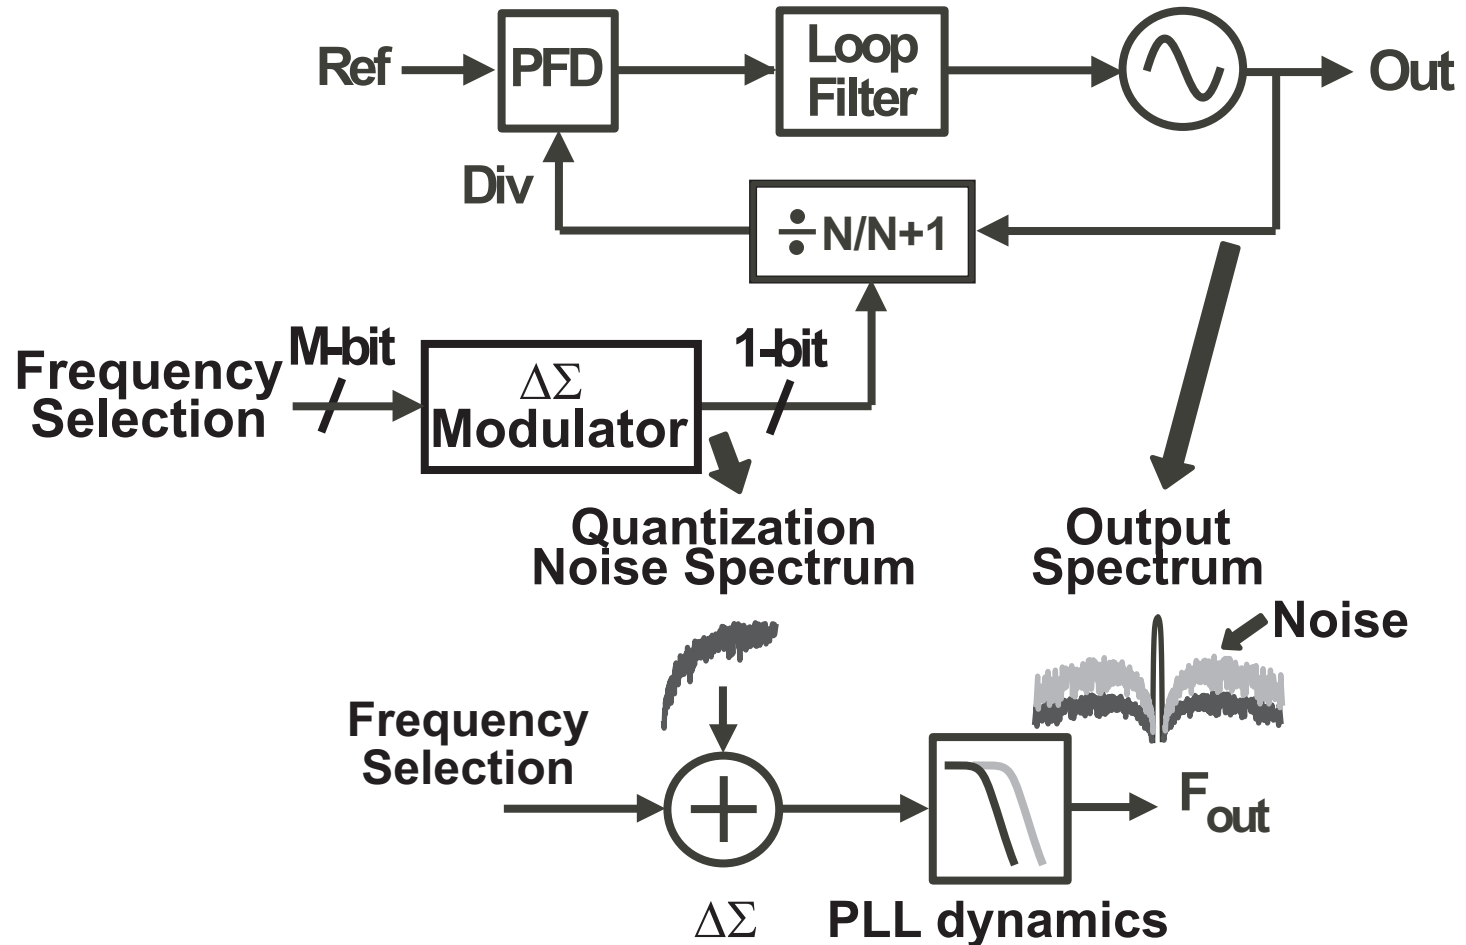 Ref
PFD
Loop
Filter
Out
Div
÷ N/N+1
Frequency
Selection
M-bit
ΔΣ
Modulator
1-bit
Quantization
Noise Spectrum
Output
Spectrum
Noise
Frequency
Selection
+
Fout
ΔΣ
PLL dynamics